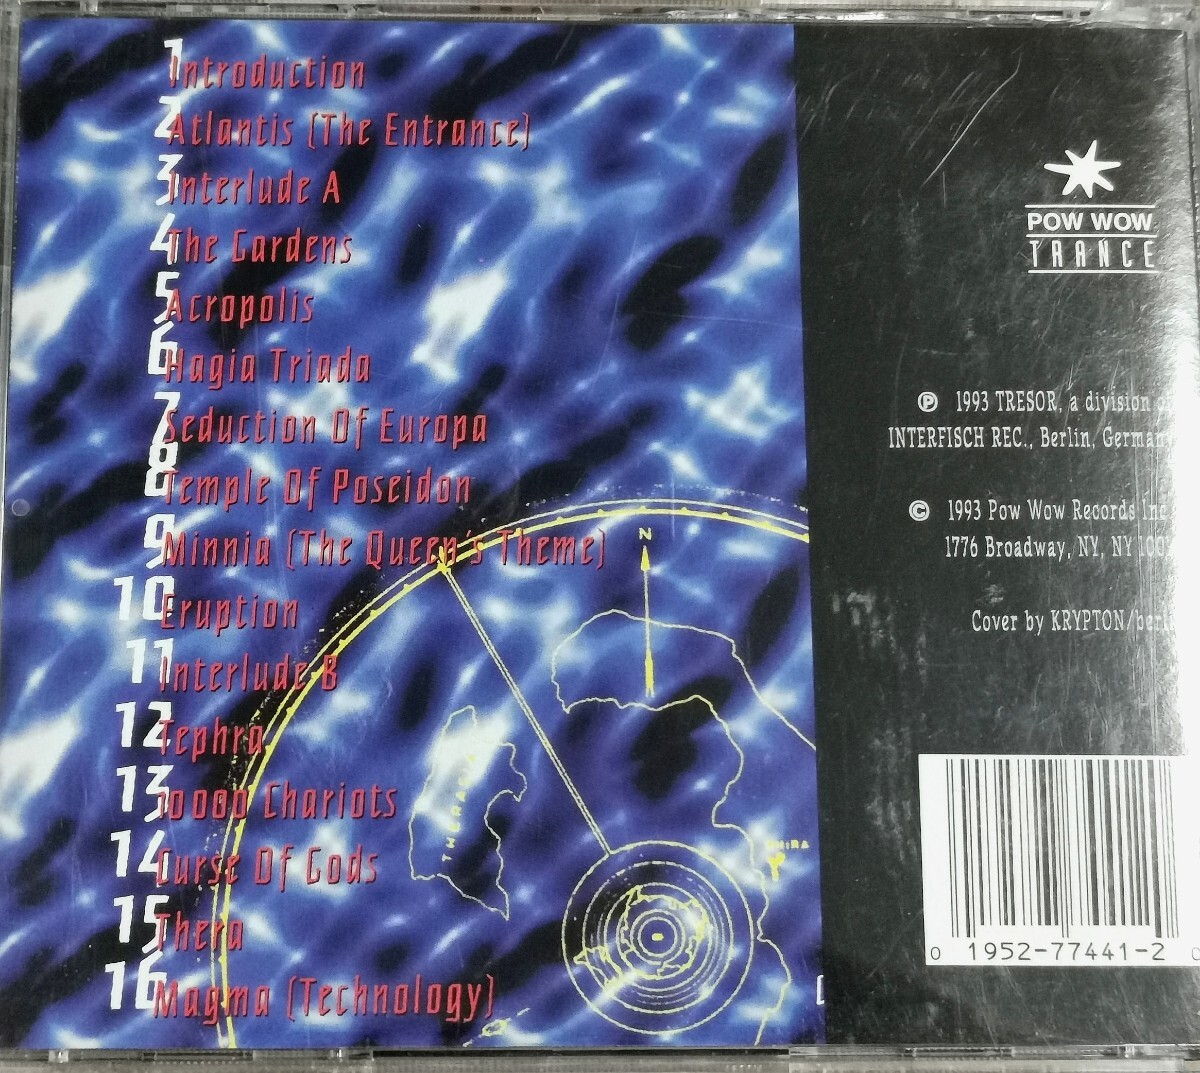 1 Introduction
2 Atlantis (The Entrance)
3 Interlude A
4 The Gardens
5 Acropolis
6 Hagia Triada
7 Seduction Of Europa
8 Temple Of Poseidon
9 Minnia (The Queen's Theme)
10 Eruption
11 Interlude B
12 Tephra
13 10000 Chariots
14 Curse Of Gods
15 Thera
16 Magma (Technology)
N
THERASIA
POW WOW
TRANCE
℗ 1993 TRESOR, a division of
INTERFISCH REC., Berlin, Germany
© 1993 Pow Wow Records Inc
1776 Broadway, NY, NY
Cover by KRYPTON/
0 1952-77441-2